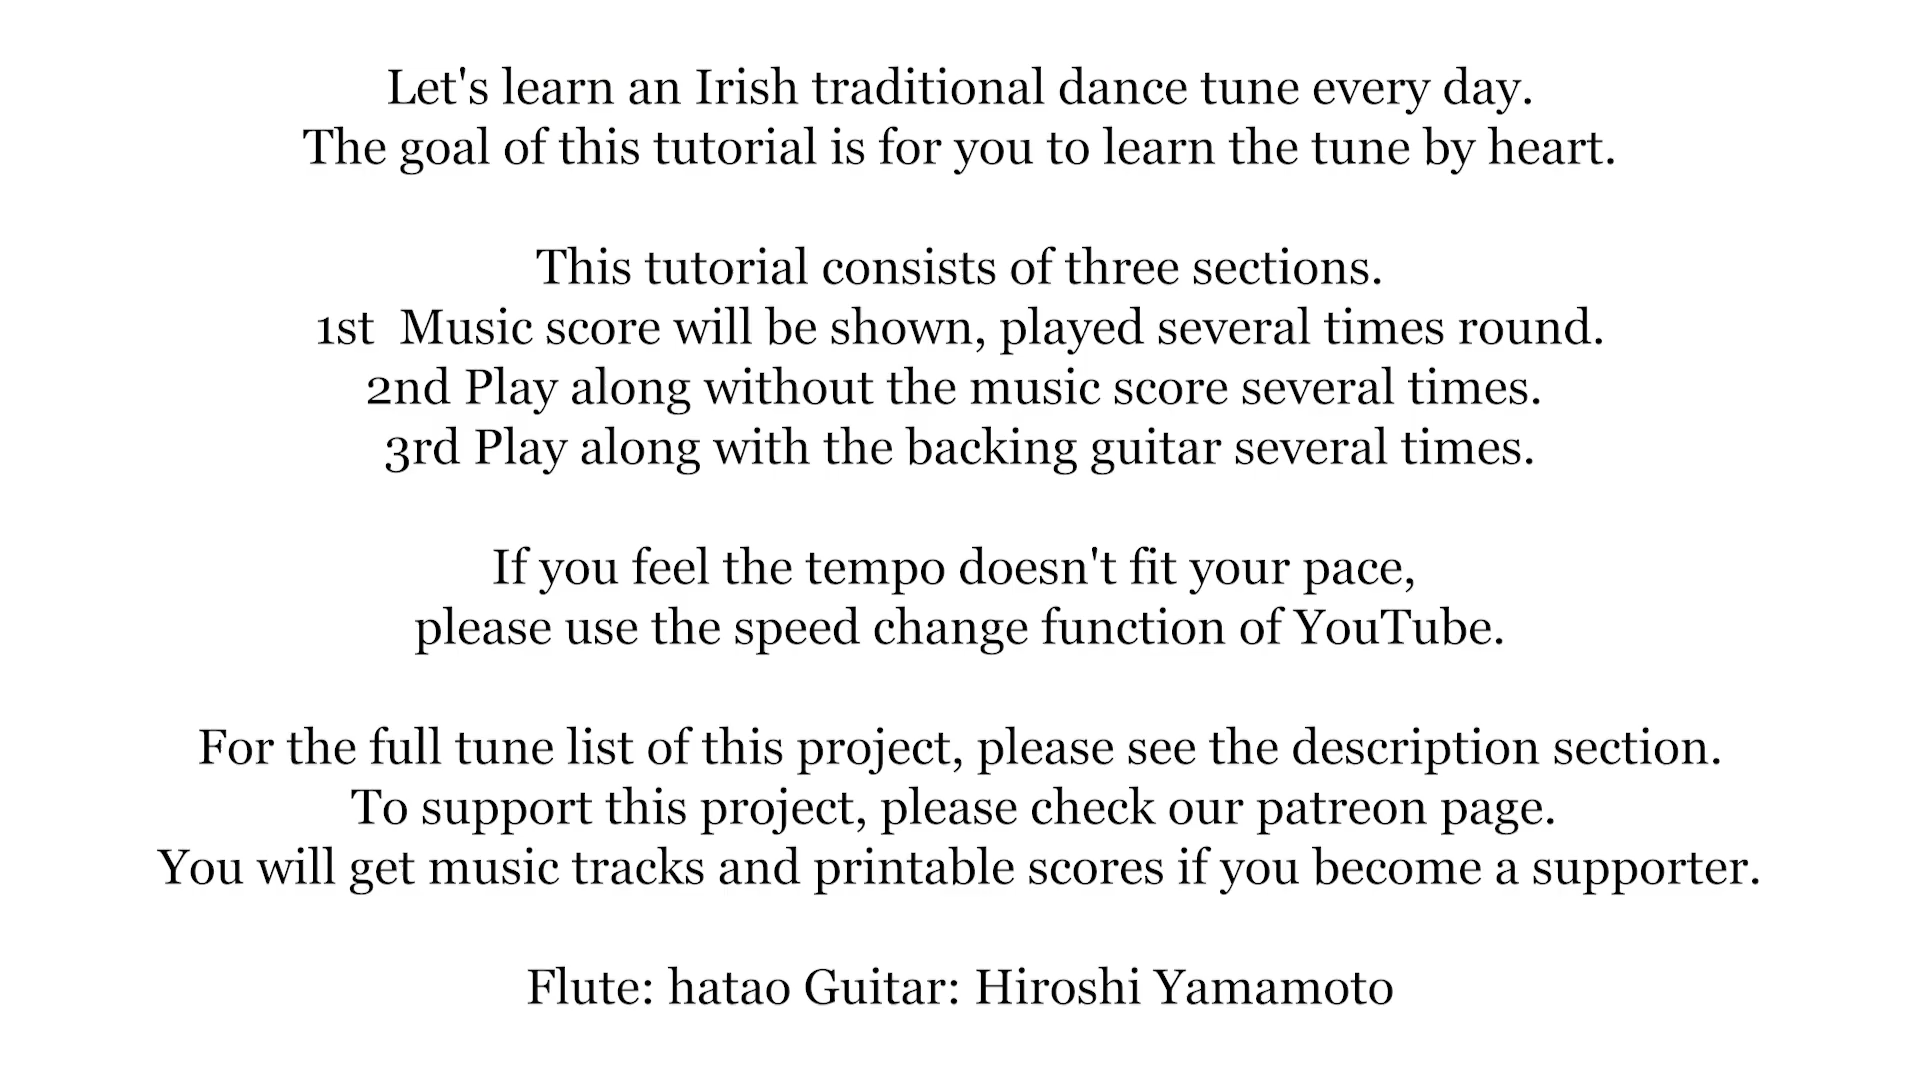 Let's learn an Irish traditional dance tune every day.
The goal of this tutorial is for you to learn the tune by heart.
This tutorial consists of three sections.
1st  Music score will be shown, played several times round.
2nd Play along without the music score several times.
3rd Play along with the backing guitar several times.
If you feel the tempo doesn't fit your pace,
please use the speed change function of YouTube.
For the full tune list of this project, please see the description section.
To support this project, please check our patreon page.
You will get music tracks and printable scores if you become a supporter.
Flute: hatao Guitar: Hiroshi Yamamoto